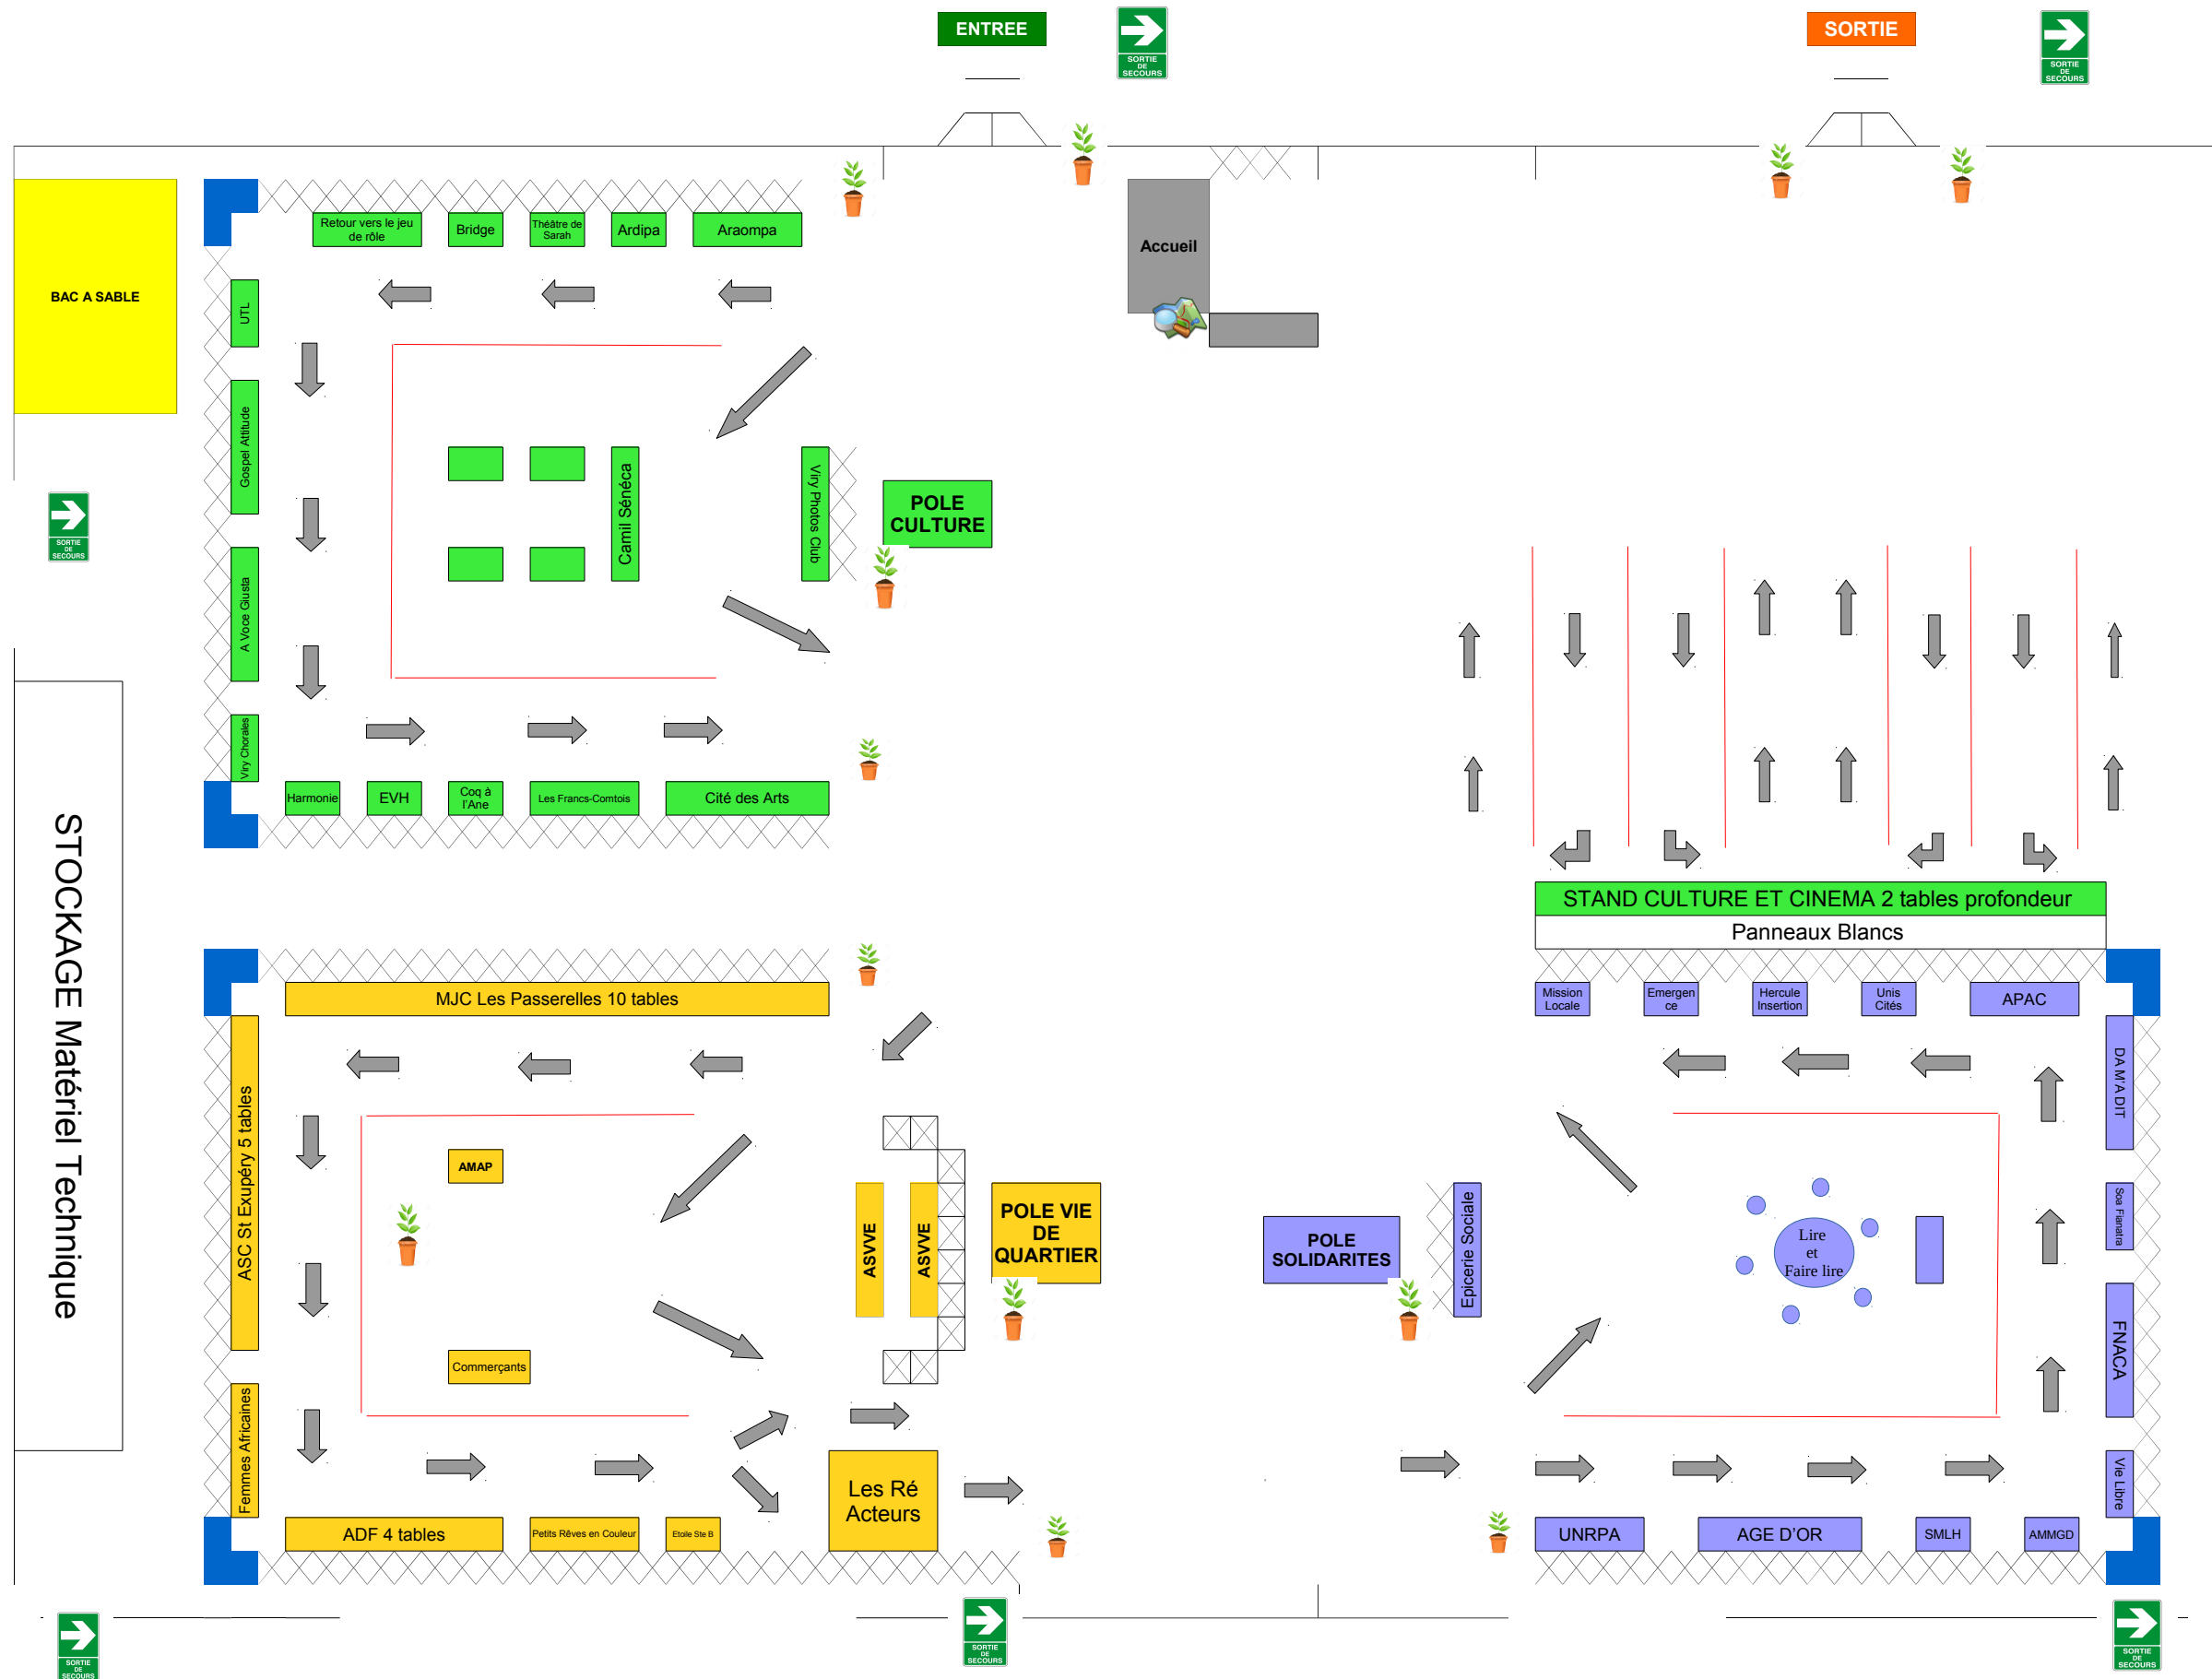 ENTREE
SORTIE
DE
SECOURS
SORTIE
SORTIE
DE
SECOURS
BAC A SABLE
Retour vers le jeu
de rôle
Bridge
Théâtre de
Sarah
Ardipa
Araompa
Accueil
UTL
Gospel Attitude
A Voce Giusta
Viry Chorales
Camil Sénéca
Viry Photos Club
POLE
CULTURE
SORTIE
DE
SECOURS
Harmonie
EVH
Coq à
l'Ane
Les Francs-Comtois
Cité des Arts
STOCKAGE Matériel Technique
STAND CULTURE ET CINEMA 2 tables profondeur
Panneaux Blancs
MJC Les Passerelles 10 tables
ASC St Exupéry 5 tables
Femmes Africaines
AMAP
Commerçants
ASVVE
ASVVE
POLE VIE
DE
QUARTIER
ADF 4 tables
Petits Rêves en Couleur
Etoile Ste B
Les Ré
Acteurs
Mission
Locale
Emergen
ce
Hercule
Insertion
Unis
Cités
APAC
DA M'A DIT
Soa Fianatra
FNACA
Vie Libre
POLE
SOLIDARITES
Epicerie Sociale
Lire
et
Faire lire
UNRPA
AGE D'OR
SMLH
AMMGD
SORTIE
DE
SECOURS
SORTIE
DE
SECOURS
SORTIE
DE
SECOURS